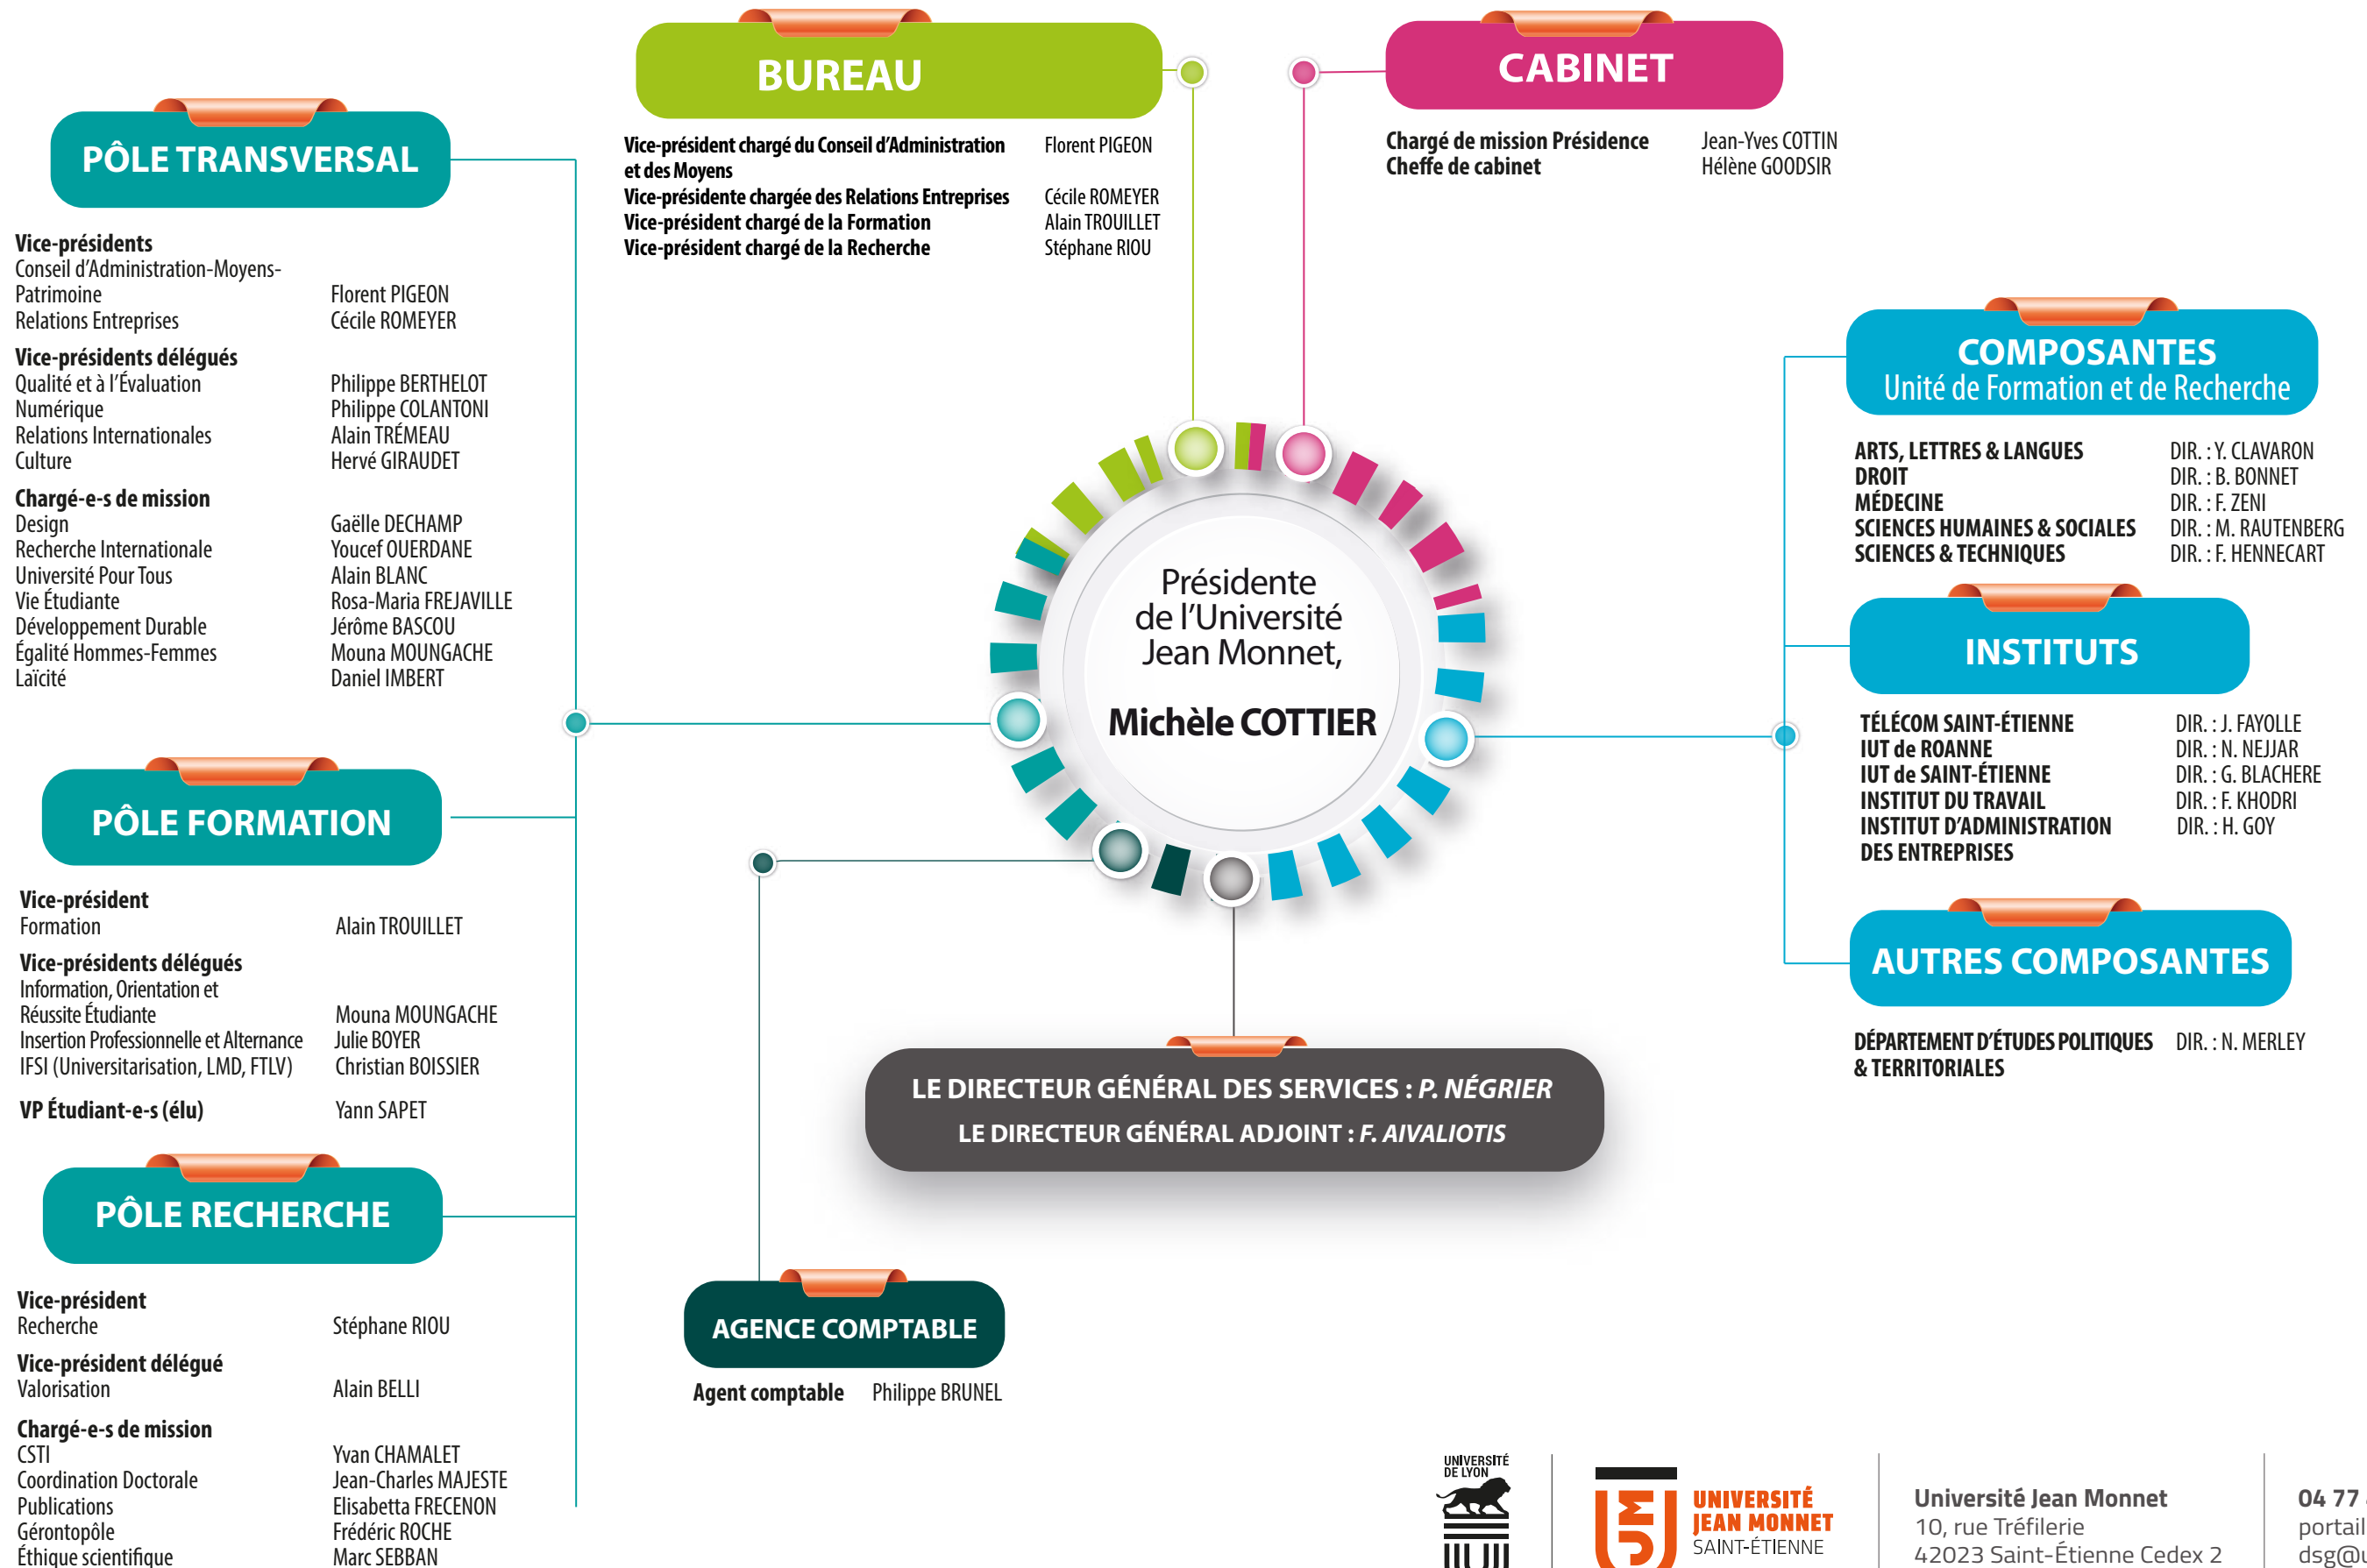 BUREAU
Vice-président chargé du Conseil d'Administration Florent PIGEON
et des Moyens
Vice-présidente chargée des Relations Entreprises Cécile ROMEYER
Vice-président chargé de la Formation Alain TROUILLET
Vice-président chargé de la Recherche Stéphane RIOU
CABINET
Chargé de mission Présidence Jean-Yves COTTIN
Cheffe de cabinet Hélène GOODSIR
PÔLE TRANSVERSAL
Vice-présidents
Conseil d'Administration-Moyens-
Patrimoine Florent PIGEON
Relations Entreprises Cécile ROMEYER
Vice-présidents délégués
Qualité et à l'Évaluation Philippe BERTHELOT
Numérique Philippe COLANTONI
Relations Internationales Alain TRÉMEAU
Culture Hervé GIRAUDET
Chargé-e-s de mission
Design Gaëlle DECHAMP
Recherche Internationale Youcef OUERDANE
Université Pour Tous Alain BLANC
Vie Étudiante Rosa-Maria FREJAVILLE
Développement Durable Jérôme BASCOU
Égalité Hommes-Femmes Mouna MOUNGACHE
Laïcité Daniel IMBERT
PÔLE FORMATION
Vice-président
Formation Alain TROUILLET
Vice-présidents délégués
Information, Orientation et
Réussite Étudiante Mouna MOUNGACHE
Insertion Professionnelle et Alternance Julie BOYER
IFSI (Universitarisation, LMD, FTLV) Christian BOISSIER
VP Étudiant-e-s (élu) Yann SAPET
PÔLE RECHERCHE
Vice-président
Recherche Stéphane RIOU
Vice-président délégué
Valorisation Alain BELLI
Chargé-e-s de mission
CSTI Yvan CHAMALET
Coordination Doctorale Jean-Charles MAJESTE
Publications Elisabetta FRECENON
Gérontopôle Frédéric ROCHE
Éthique scientifique Marc SEBBAN
Présidente
de l'Université
Jean Monnet,
Michèle COTTIER
LE DIRECTEUR GÉNÉRAL DES SERVICES : P. NÉGRIER
LE DIRECTEUR GÉNÉRAL ADJOINT : F. AIVALIOTIS
AGENCE COMPTABLE
Agent comptable Philippe BRUNEL
COMPOSANTES
Unité de Formation et de Recherche
ARTS, LETTRES & LANGUES DIR. : Y. CLAVARON
DROIT DIR. : B. BONNET
MÉDECINE DIR. : F. ZENI
SCIENCES HUMAINES & SOCIALES DIR. : M. RAUTENBERG
SCIENCES & TECHNIQUES DIR. : F. HENNECART
INSTITUTS
TÉLÉCOM SAINT-ÉTIENNE DIR. : J. FAYOLLE
IUT de ROANNE DIR. : N. NEJJAR
IUT de SAINT-ÉTIENNE DIR. : G. BLACHERE
INSTITUT DU TRAVAIL DIR. : F. KHODRI
INSTITUT D'ADMINISTRATION DIR. : H. GOY
DES ENTREPRISES
AUTRES COMPOSANTES
DÉPARTEMENT D'ÉTUDES POLITIQUES DIR. : N. MERLEY
& TERRITORIALES
UNIVERSITÉ
DE LYON
UNIVERSITÉ
JEAN MONNET
SAINT-ÉTIENNE
Université Jean Monnet
10, rue Tréfilerie
42023 Saint-Étienne Cedex 2
04 77
portail